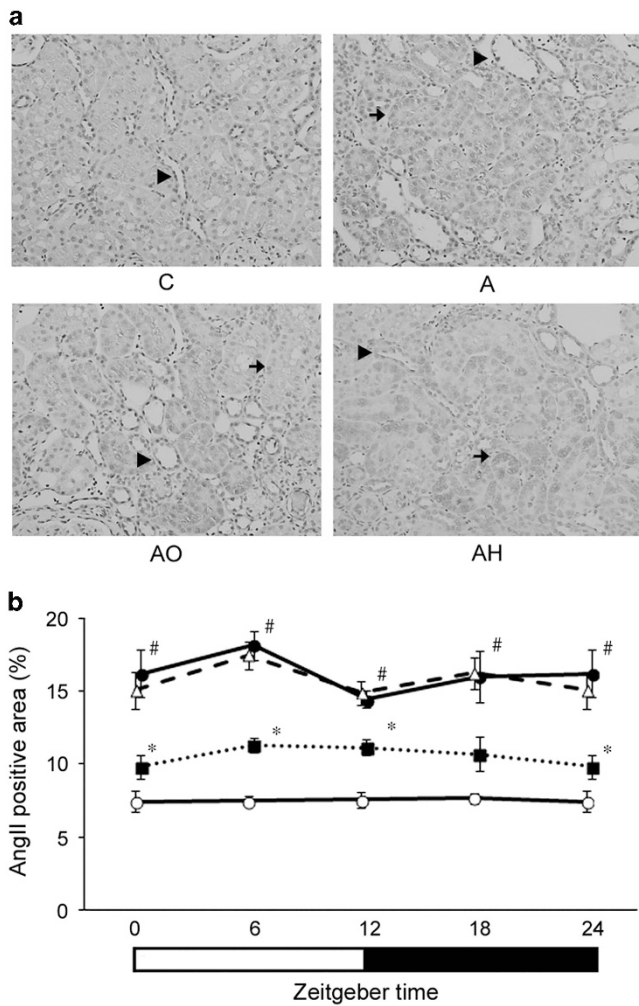 a
C
A
AO
AH
b
AngII positive area (%)
20
15
10
5
0
# # # # #
* * * *
0 6 12 18 24
Zeitgeber time